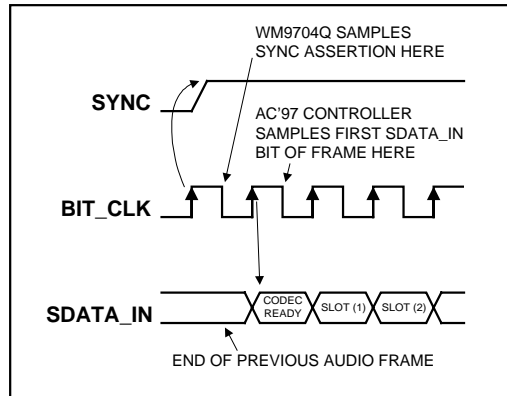 WM9704Q SAMPLES
SYNC ASSERTION HERE
SYNC
AC'97 CONTROLLER
SAMPLES FIRST SDATA_IN
BIT OF FRAME HERE
BIT_CLK
SDATA_IN
CODEC
READY
SLOT (1)
SLOT (2)
END OF PREVIOUS AUDIO FRAME